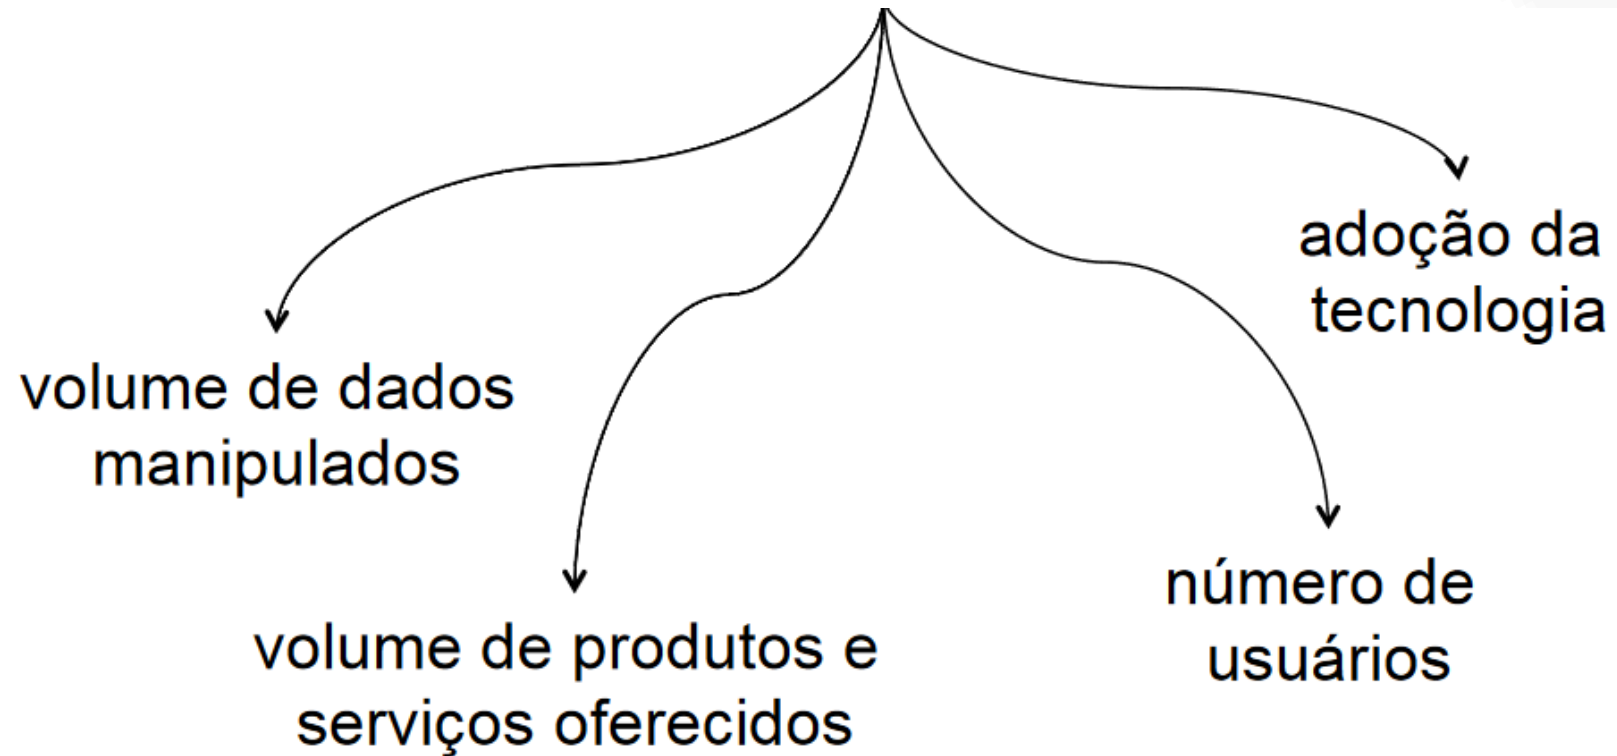 adoção da
tecnologia
volume de dados
manipulados
número de
usuários
volume de produtos e
serviços oferecidos